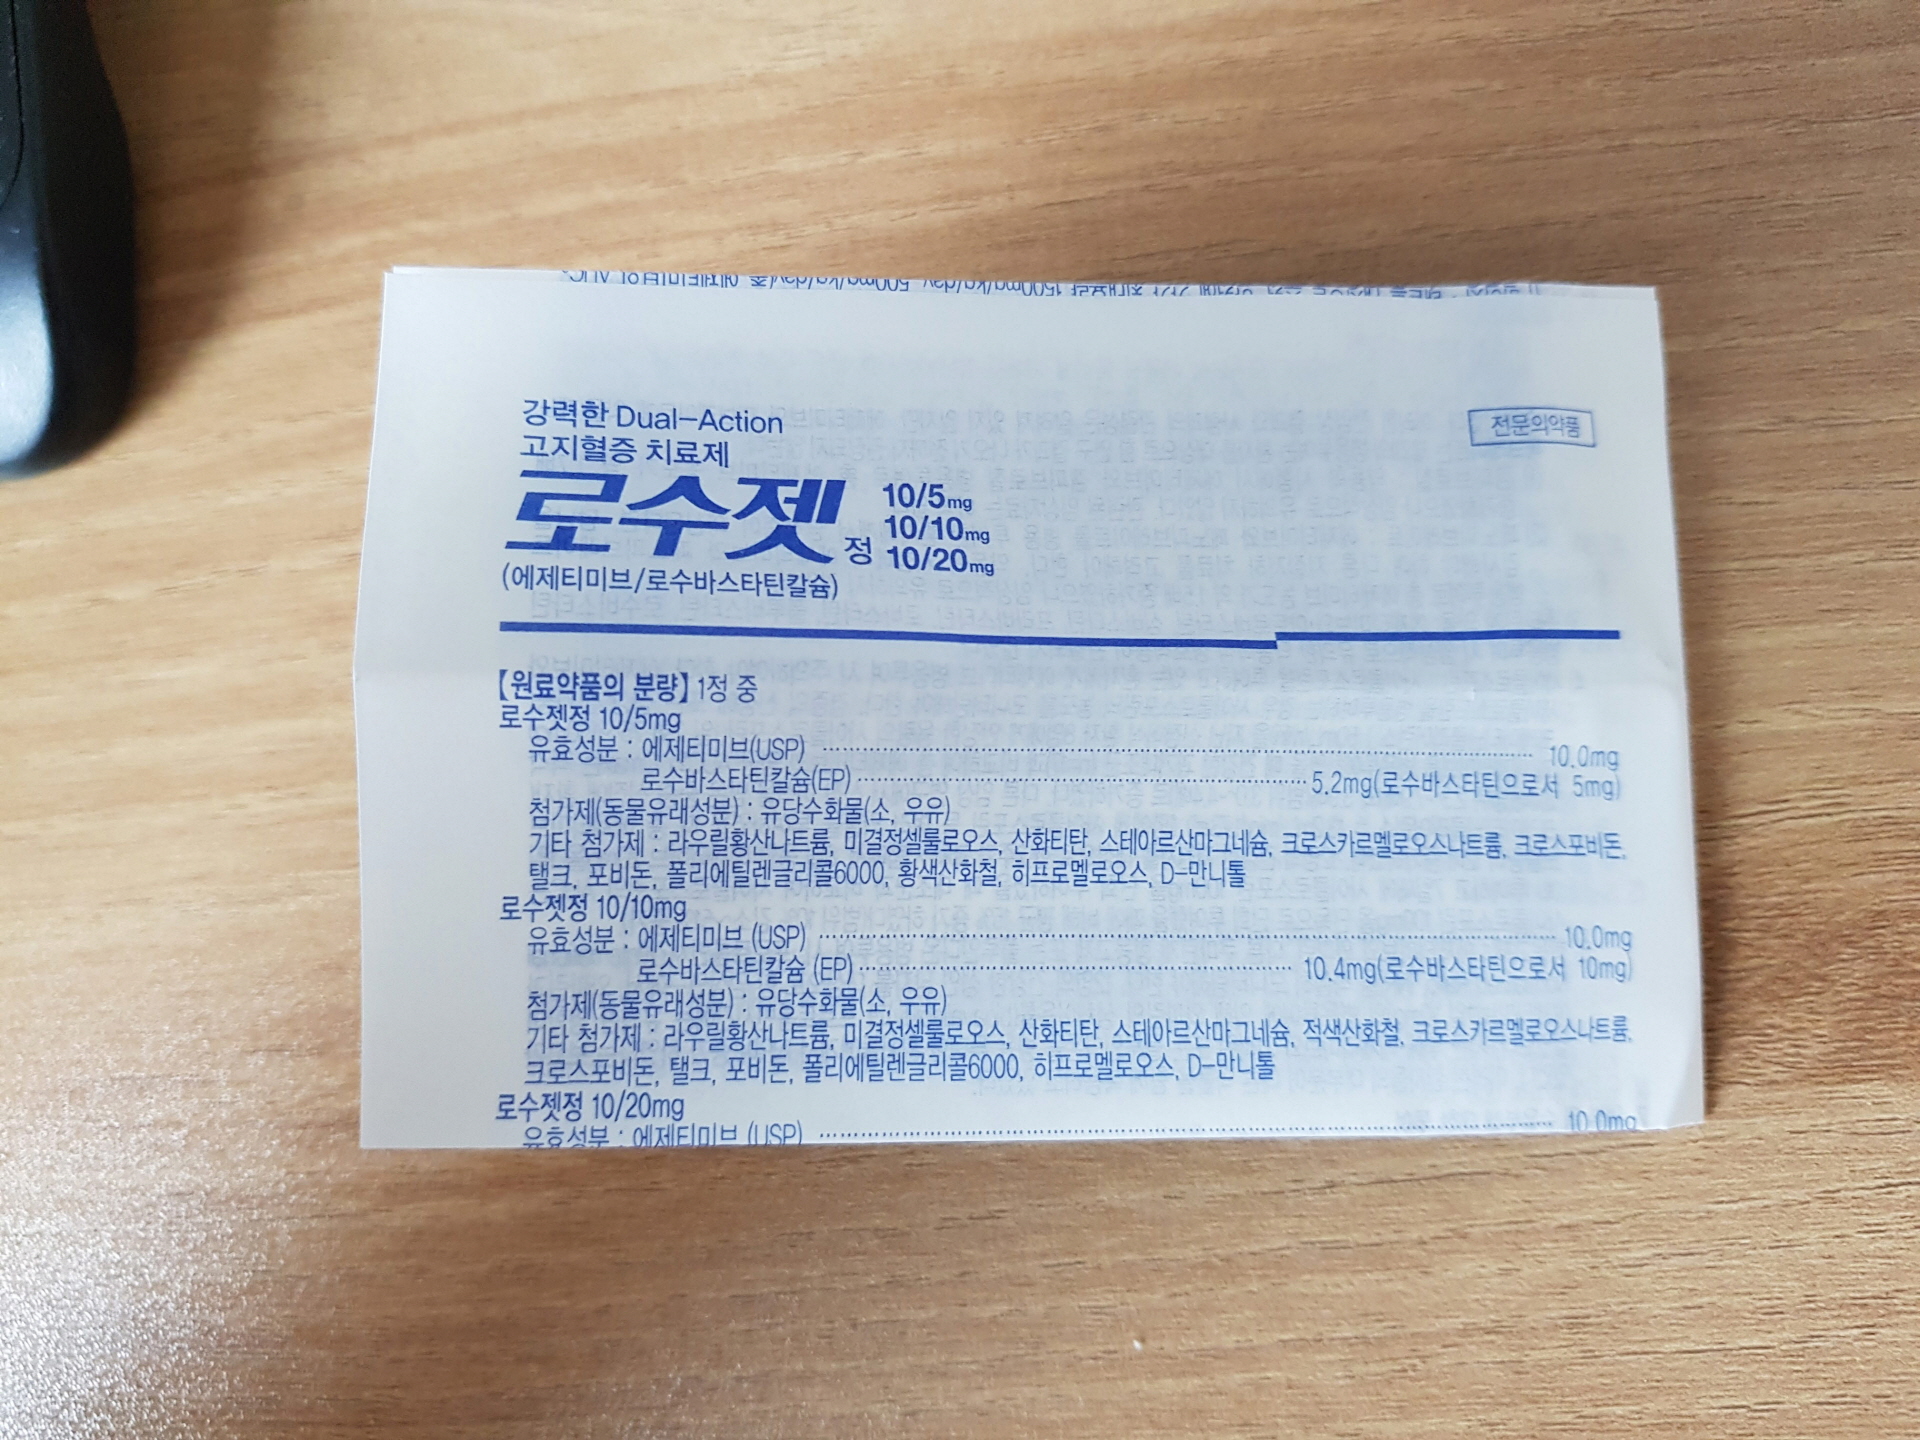 강력한 Dual-Action
고지혈증 치료제
전문의약품
로수젯 정
10/5mg
10/10mg
10/20mg
(에제티미브/로수바스타틴칼슘)
【원료약품의 분량】 1정 중
로수젯정 10/5mg
유효성분 : 에제티미브(USP) 10.0mg
로수바스타틴칼슘(EP) 5.2mg(로수바스타틴으로서 5mg)
첨가제(동물유래성분) : 유당수화물(소, 우유)
기타 첨가제 : 라우릴황산나트륨, 미결정셀룰로오스, 산화티탄, 스테아르산마그네슘, 크로스카르멜로오스나트륨, 크로스포비돈,
탤크, 포비돈, 폴리에틸렌글리콜6000, 황색산화철, 히프로멜로오스, D-만니톨
로수젯정 10/10mg
유효성분 : 에제티미브 (USP) 10.0mg
로수바스타틴칼슘 (EP) 10.4mg(로수바스타틴으로서 10mg)
첨가제(동물유래성분) : 유당수화물(소, 우유)
기타 첨가제 : 라우릴황산나트륨, 미결정셀룰로오스, 산화티탄, 스테아르산마그네슘, 적색산화철, 크로스카르멜로오스나트륨,
크로스포비돈, 탤크, 포비돈, 폴리에틸렌글리콜6000, 히프로멜로오스, D-만니톨
로수젯정 10/20mg
유효성분 : 에제티미브 (USP) 10.0mg